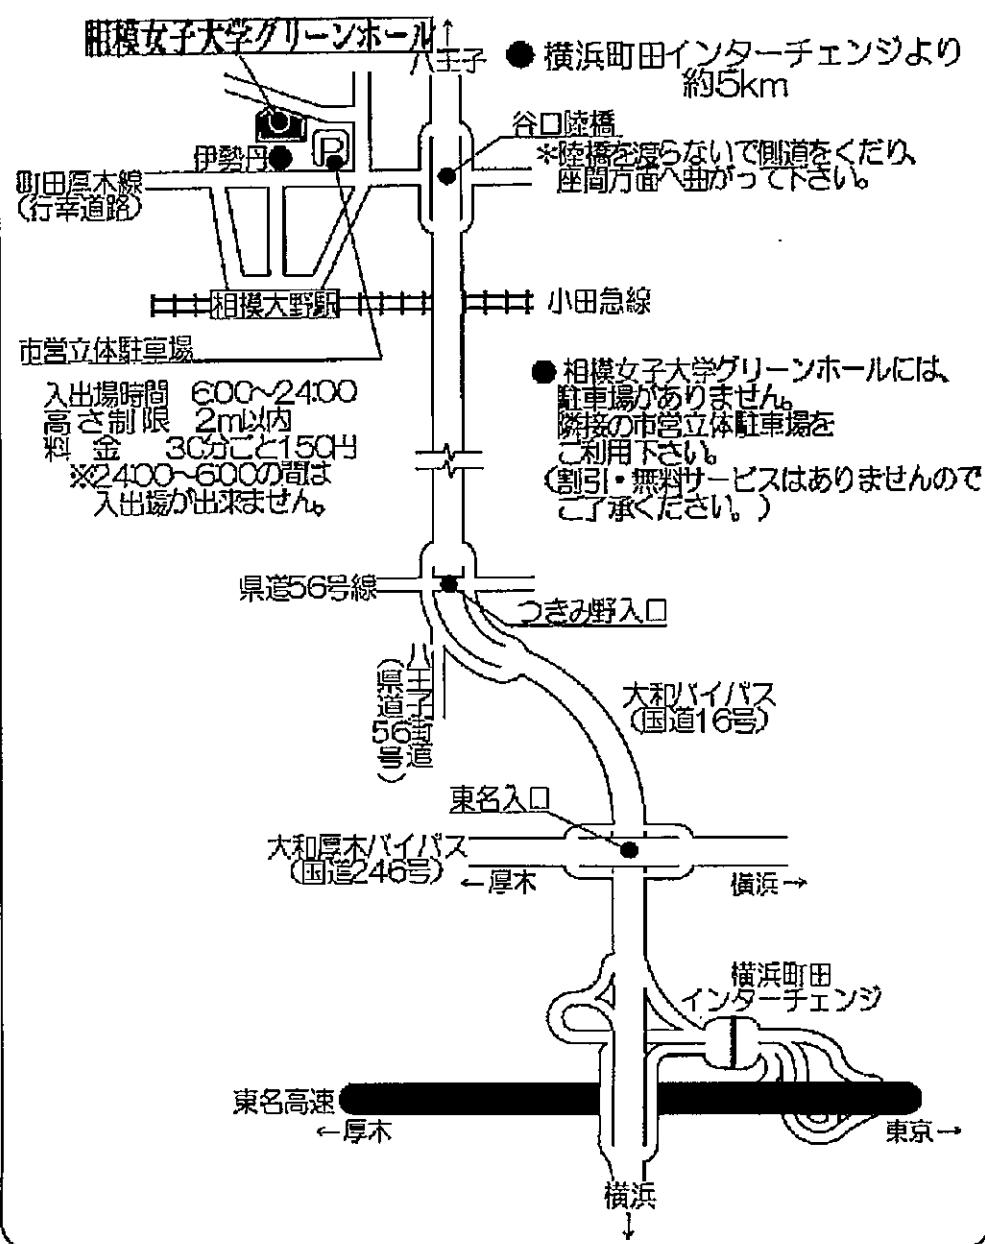 相模女子大学グリーンホール
↑
八王子
● 横浜町田インターチェンジより
約5km
谷口陸橋
*陸橋を渡らないで側道をくだり、
座間方面へ曲がって下さい。
伊勢丹
P
町田厚木線
(行幸道路)
相模大野駅
小田急線
市営立体駐車場
入出場時間 6:00〜24:00
高さ制限 2m以内
料 金 30分ごと150円
※24:00〜6:00の間は
入出場が出来ません。
● 相模女子大学グリーンホールには、
駐車場がありません。
隣接の市営立体駐車場を
ご利用下さい。
(割引・無料サービスはありませんので
ご了承ください。)
県道56号線
つきみ野入口
八王子街道
(県道56号)
大和バイパス
(国道16号)
東名入口
大和厚木バイパス
(国道246号)
←厚木
横浜→
横浜町田
インターチェンジ
東名高速
←厚木
東京→
横浜
↓